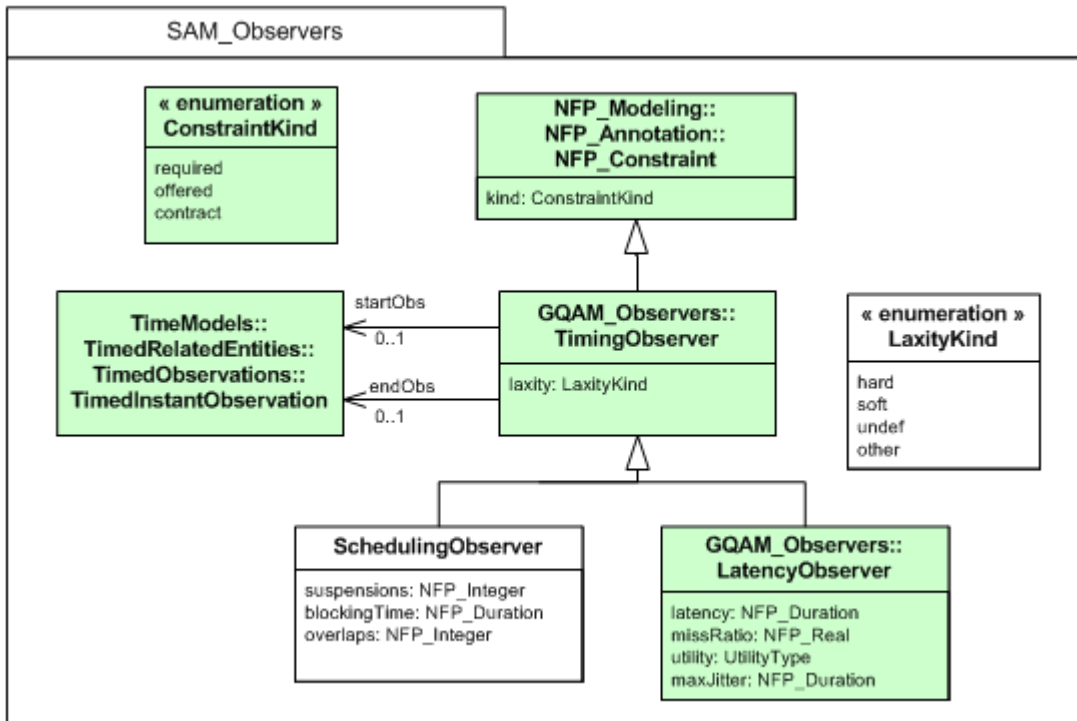 SAM_Observers
« enumeration »
ConstraintKind
required
offered
contract
NFP_Modeling::
NFP_Annotation::
NFP_Constraint
kind: ConstraintKind
TimeModels::
TimedRelatedEntities::
TimedObservations::
TimedInstantObservation
startObs
0..1
endObs
0..1
GQAM_Observers::
TimingObserver
laxity: LaxityKind
« enumeration »
LaxityKind
hard
soft
undef
other
SchedulingObserver
suspensions: NFP_Integer
blockingTime: NFP_Duration
overlaps: NFP_Integer
GQAM_Observers::
LatencyObserver
latency: NFP_Duration
missRatio: NFP_Real
utility: UtilityType
maxJitter: NFP_Duration